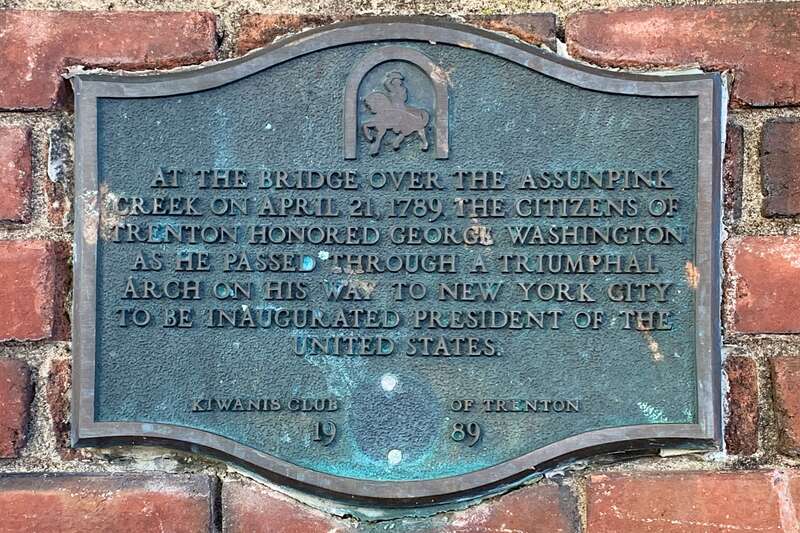 AT THE BRIDGE OVER THE ASSUNPINK
CREEK ON APRIL 21, 1789, THE CITIZENS OF
TRENTON HONORED GEORGE WASHINGTON
AS HE PASSED THROUGH A TRIUMPHAL
ARCH ON HIS WAY TO NEW YORK CITY
TO BE INAUGURATED PRESIDENT OF THE
UNITED STATES.
KIWANIS CLUB OF TRENTON
19 89